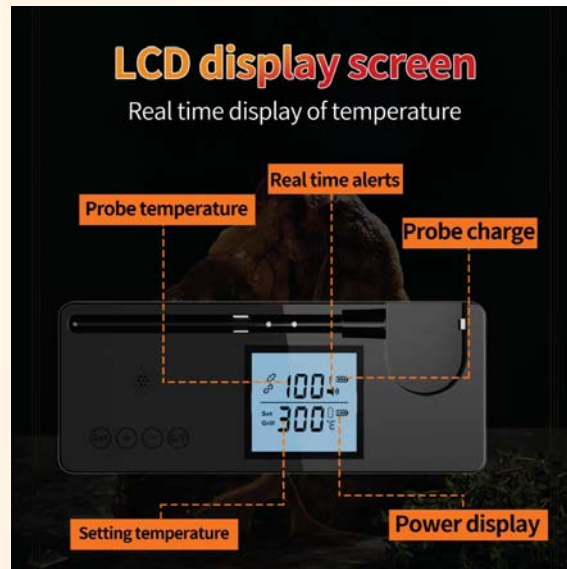 LCD display screen
Real time display of temperature
Real time alerts
Probe temperature
Probe charge
100
Set
Grill
300
Set
Setting temperature
Power display